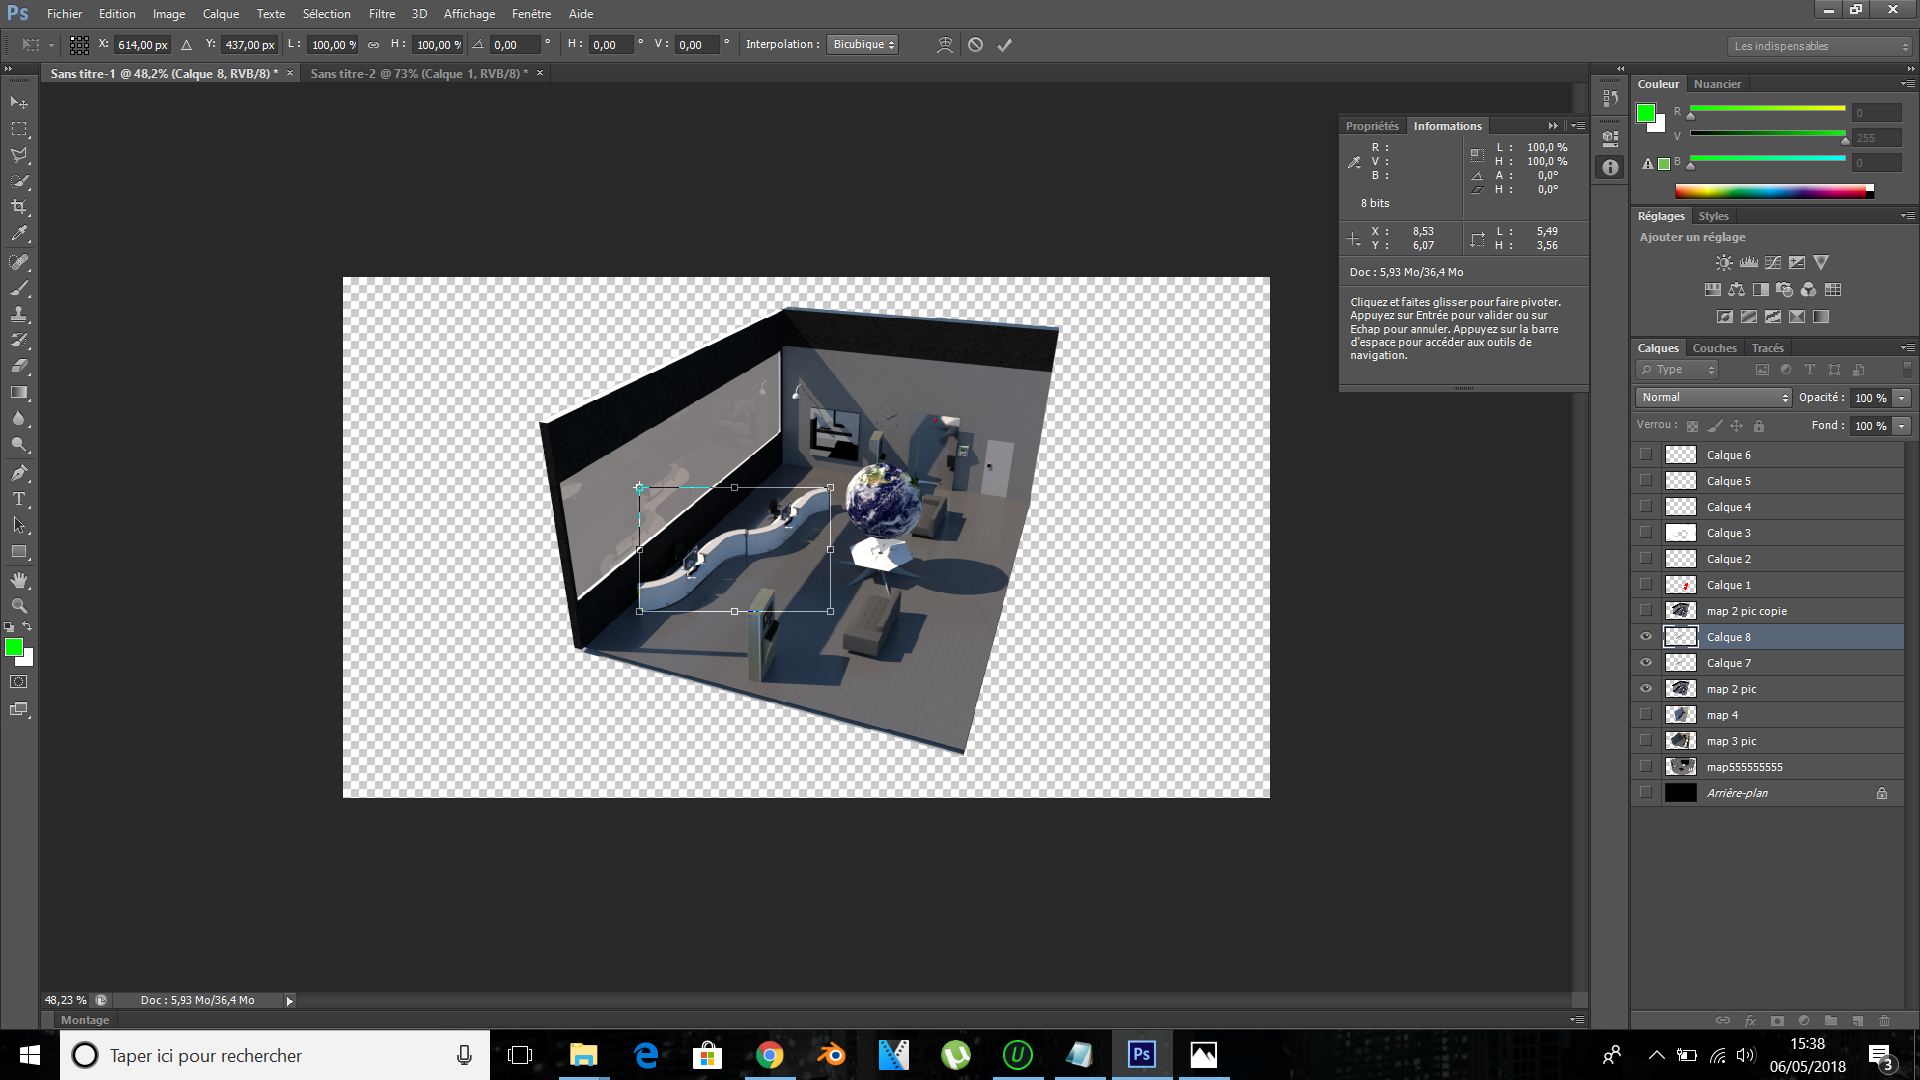 Ps Fichier Edition Image Calque Texte Sélection Filtre 3D Affichage Fenêtre Aide
X: 614,00 px Y: 437,00 px L : 100,00 % H : 100,00 % 0,00 ° H : 0,00 ° V : 0,00 ° Interpolation : Bicubique Les indispensables
Sans titre-1 @ 48,2% (Calque 8, RVB/8) * × Sans titre-2 @ 73% (Calque 1, RVB/8) * ×
Couleur Nuancier
R 0
V 255
B 0
Propriétés Informations
R :
V :
B :
L : 100,0 %
H : 100,0 %
A : 0,0°
H : 0,0°
8 bits
X : 8,53
Y : 6,07
L : 5,49
H : 3,56
Doc : 5,93 Mo/36,4 Mo
Cliquez et faites glisser pour faire pivoter.
Appuyez sur Entrée pour valider ou sur
Echap pour annuler. Appuyez sur la barre
d'espace pour accéder aux outils de
navigation.
Réglages Styles
Ajouter un réglage
Calques Couches Tracés
Type
Normal Opacité : 100 %
Verrou : Fond : 100 %
Calque 6
Calque 5
Calque 4
Calque 3
Calque 2
Calque 1
map 2 pic copie
Calque 8
Calque 7
map 2 pic
map 4
map 3 pic
map555555555
Arrière-plan
48,23 % Doc : 5,93 Mo/36,4 Mo
Montage
Taper ici pour rechercher
Ps
15:38
06/05/2018
3